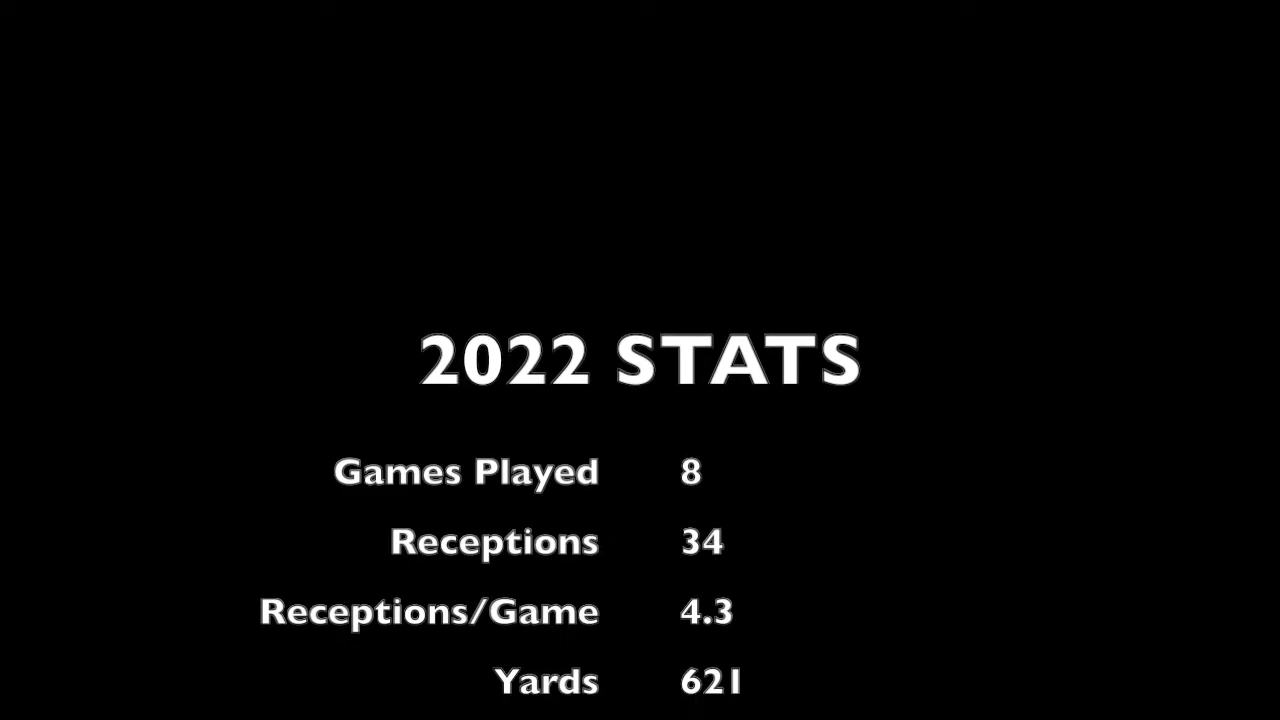 2022 STATS
Games Played 8
Receptions 34
Receptions/Game 4.3
Yards 621